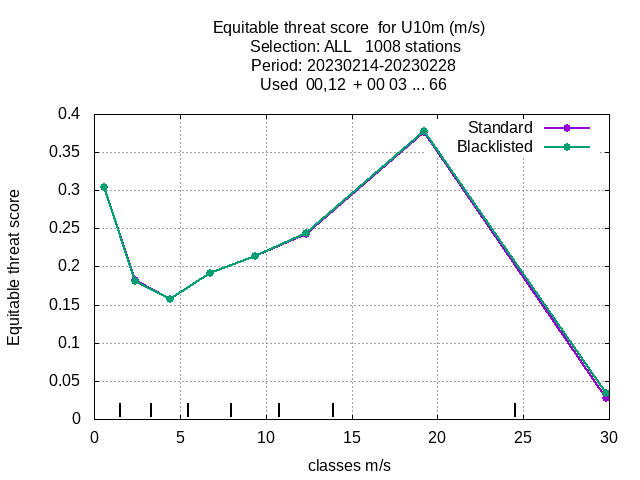 Equitable threat score  for U10m (m/s)
Selection: ALL   1008 stations
Period: 20230214-20230228
Used  00,12  + 00 03 ... 66
Standard
Blacklisted
Equitable threat score
0.4
0.35
0.3
0.25
0.2
0.15
0.1
0.05
0
0 5 10 15 20 25 30
classes m/s